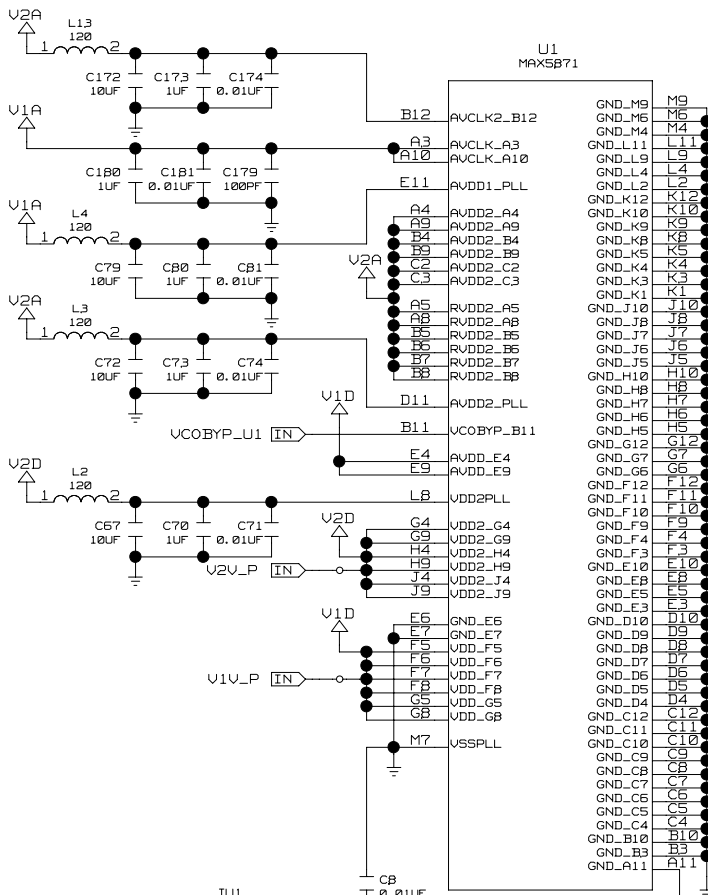 V2A
L13
1 120 2
C172 C173 C174
10UF 1UF 0.01UF
V1A
C180 C181 C179
1UF 0.01UF 100PF
V1A
L4
1 120 2
C79 C80 C81
10UF 1UF 0.01UF
V2A
L3
1 120 2
C72 C73 C74
10UF 1UF 0.01UF
VCOBYP_U1 IN
V2D
L2
1 120 2
C67 C70 C71
10UF 1UF 0.01UF
V2V_P IN
V1V_P IN
V2A
V1D
V2D
V1D
C8
0.01UF
U1
MAX5871
B12 AVCLK2_B12
A3 AVCLK_A3
A10 AVCLK_A10
E11 AVDD1_PLL
A4 AVDD2_A4
A9 AVDD2_A9
B4 AVDD2_B4
B9 AVDD2_B9
C2 AVDD2_C2
C3 AVDD2_C3
A5 RVDD2_A5
A8 RVDD2_A8
B5 RVDD2_B5
B6 RVDD2_B6
B7 RVDD2_B7
B8 RVDD2_B8
D11 AVDD2_PLL
B11 VCOBYP_B11
E4 AVDD_E4
E9 AVDD_E9
L8 VDD2PLL
G4 VDD2_G4
G9 VDD2_G9
H4 VDD2_H4
H9 VDD2_H9
J4 VDD2_J4
J9 VDD2_J9
E6 GND_E6
E7 GND_E7
F5 VDD_F5
F6 VDD_F6
F7 VDD_F7
F8 VDD_F8
G5 VDD_G5
G8 VDD_G8
M7 VSSPLL
GND_M9 M9
GND_M6 M6
GND_M4 M4
GND_L11 L11
GND_L9 L9
GND_L4 L4
GND_L2 L2
GND_K12 K12
GND_K10 K10
GND_K9 K9
GND_K8 K8
GND_K5 K5
GND_K4 K4
GND_K3 K3
GND_K1 K1
GND_J10 J10
GND_J8 J8
GND_J7 J7
GND_J6 J6
GND_J5 J5
GND_H10 H10
GND_H8 H8
GND_H7 H7
GND_H6 H6
GND_H5 H5
GND_G12 G12
GND_G7 G7
GND_G6 G6
GND_F12 F12
GND_F11 F11
GND_F10 F10
GND_F9 F9
GND_F4 F4
GND_F3 F3
GND_E10 E10
GND_E8 E8
GND_E5 E5
GND_E3 E3
GND_D10 D10
GND_D9 D9
GND_D8 D8
GND_D7 D7
GND_D6 D6
GND_D5 D5
GND_D4 D4
GND_C12 C12
GND_C11 C11
GND_C10 C10
GND_C9 C9
GND_C8 C8
GND_C7 C7
GND_C6 C6
GND_C5 C5
GND_C4 C4
GND_B10 B10
GND_B3 B3
GND_A11 A11